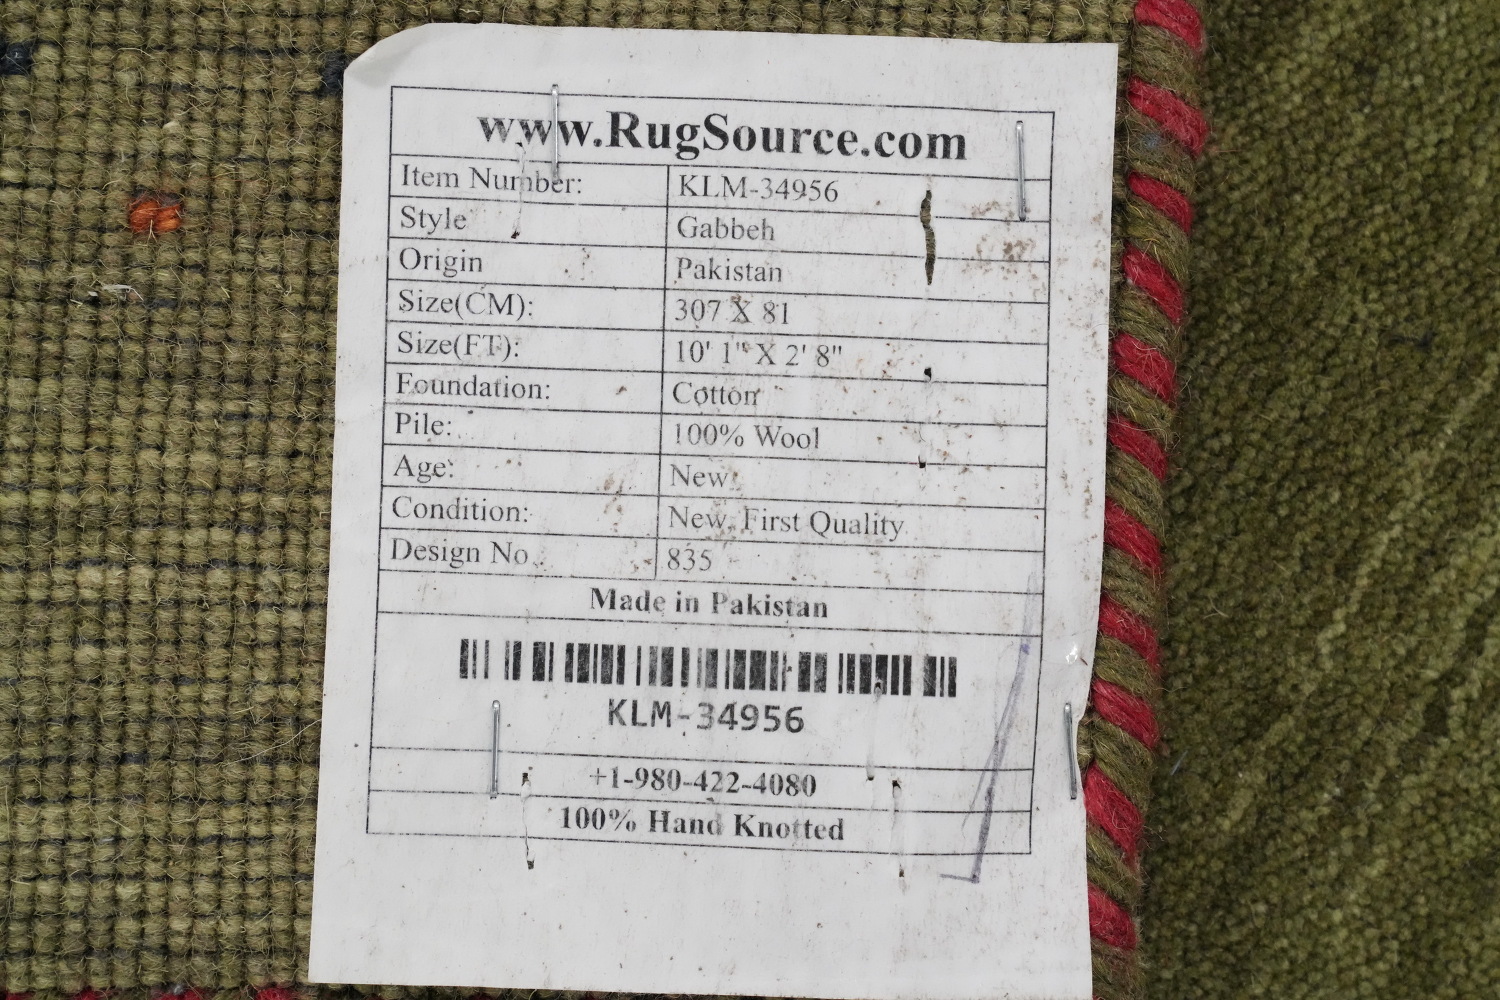 www.RugSource.com
Item Number: KLM-34956
Style Gabbeh
Origin Pakistan
Size(CM): 307 X 81
Size(FT): 10' 1" X 2' 8"
Foundation: Cotton
Pile: 100% Wool
Age: New
Condition: New, First Quality
Design No 835
Made in Pakistan
KLM-34956
+1-980-422-4080
100% Hand Knotted